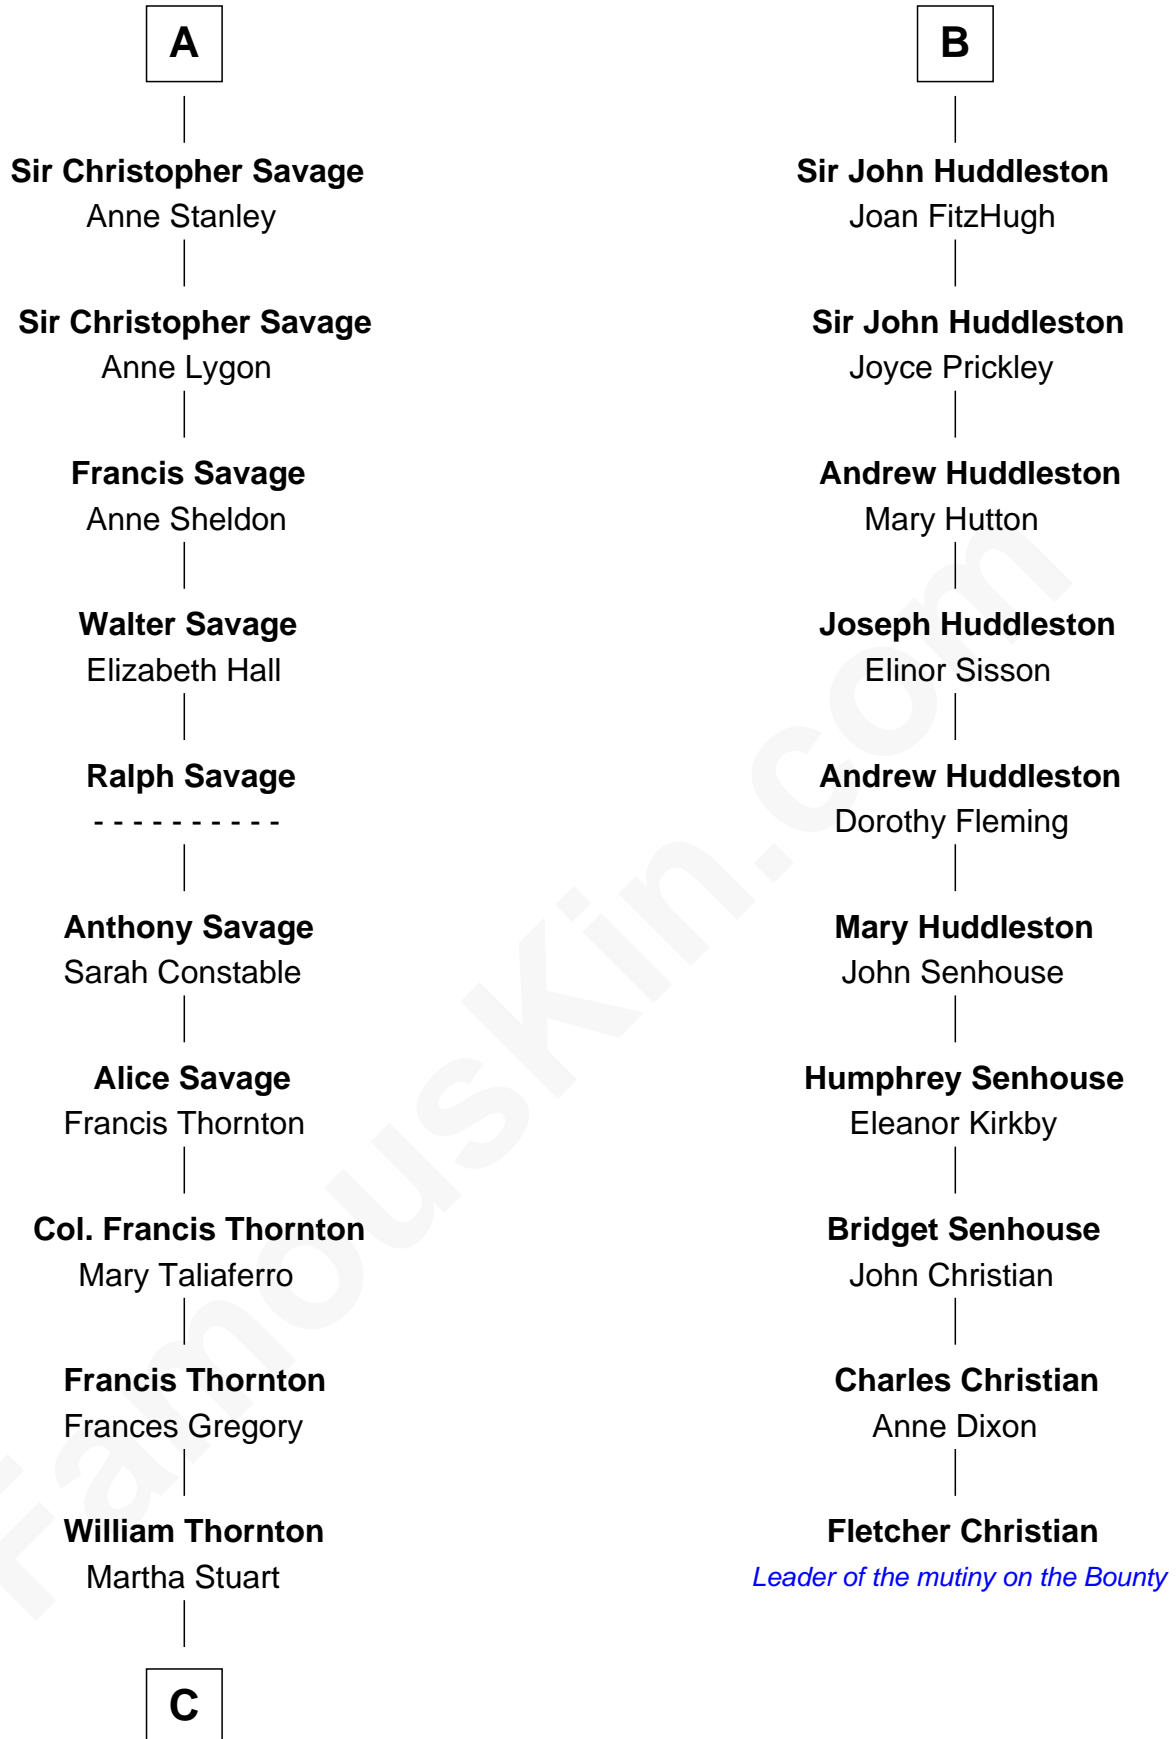 A
Sir Christopher Savage
Anne Stanley
Sir Christopher Savage
Anne Lygon
Francis Savage
Anne Sheldon
Walter Savage
Elizabeth Hall
Ralph Savage
- - - - - - - - - -
Anthony Savage
Sarah Constable
Alice Savage
Francis Thornton
Col. Francis Thornton
Mary Taliaferro
Francis Thornton
Frances Gregory
William Thornton
Martha Stuart
C
B
Sir John Huddleston
Joan FitzHugh
Sir John Huddleston
Joyce Prickley
Andrew Huddleston
Mary Hutton
Joseph Huddleston
Elinor Sisson
Andrew Huddleston
Dorothy Fleming
Mary Huddleston
John Senhouse
Humphrey Senhouse
Eleanor Kirkby
Bridget Senhouse
John Christian
Charles Christian
Anne Dixon
Fletcher Christian
Leader of the mutiny on the Bounty
FamousKin.com